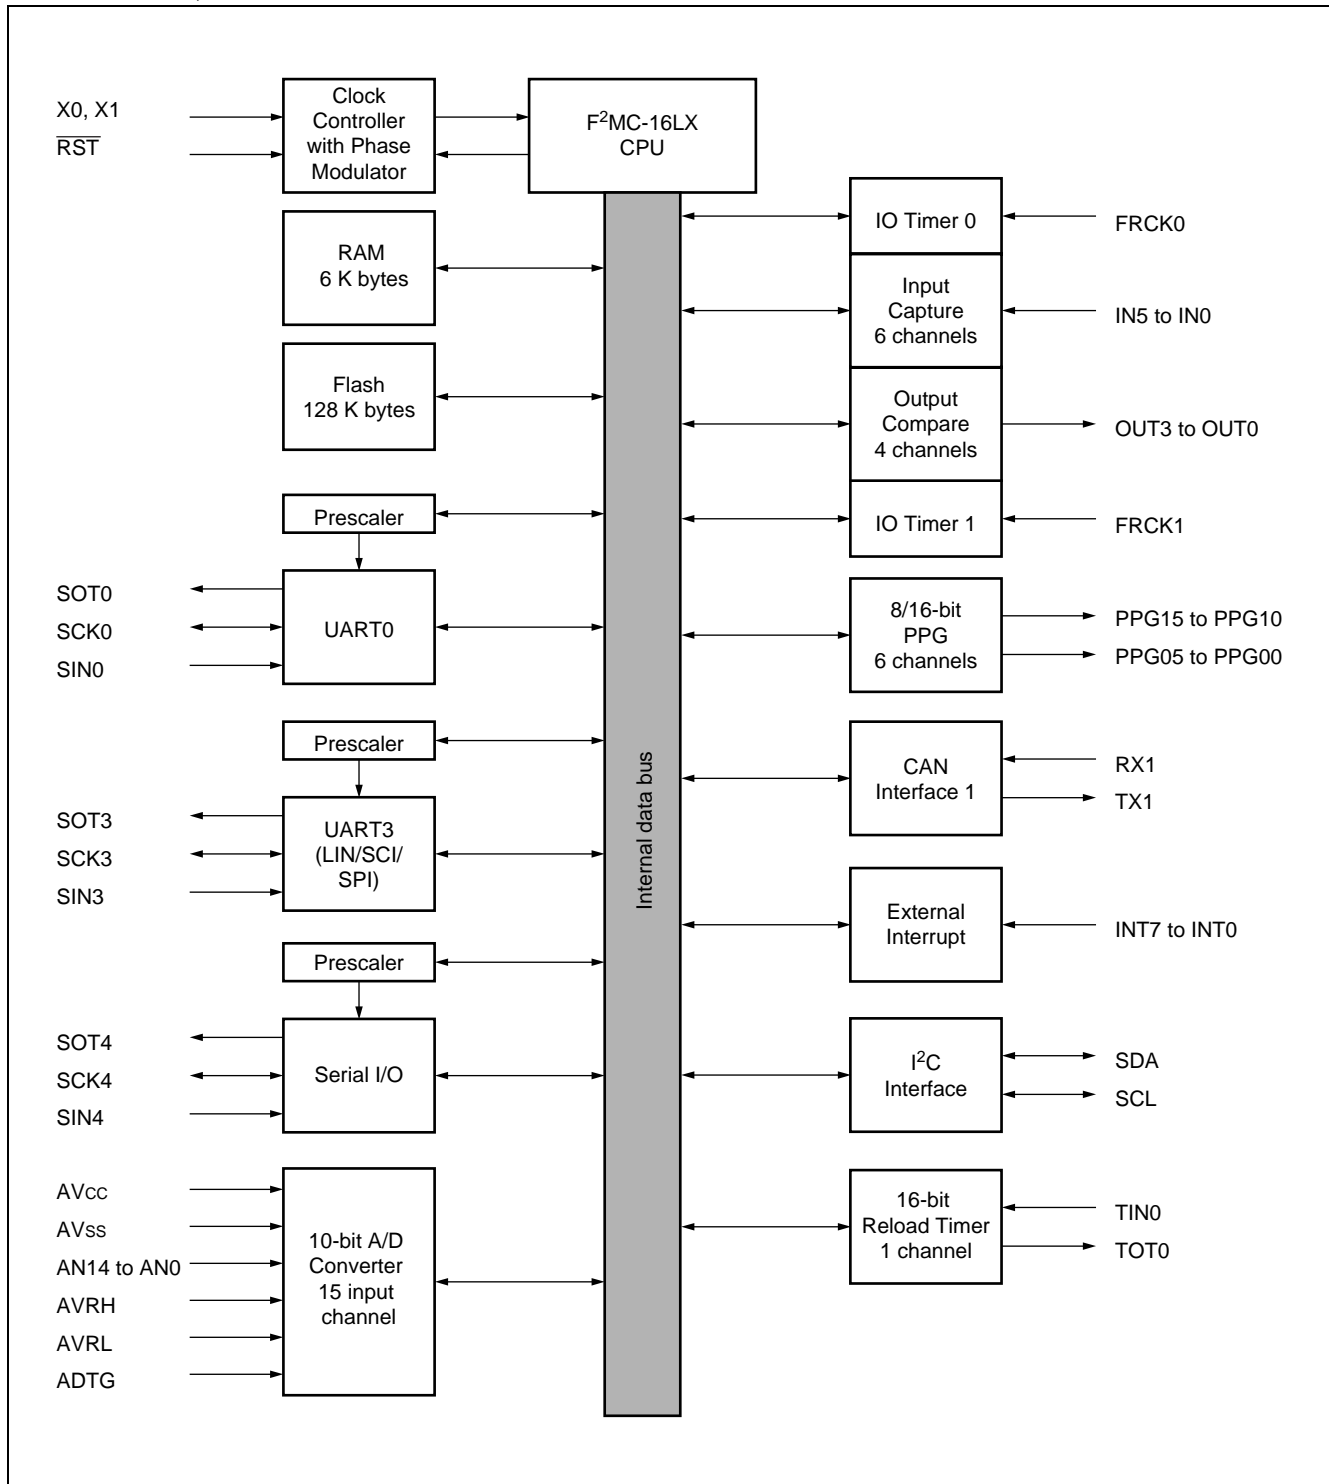 X0, X1
RST
Clock
Controller
with Phase
Modulator
F²MC-16LX
CPU
RAM
6 K bytes
Flash
128 K bytes
Prescaler
SOT0
SCK0
SIN0
UART0
Prescaler
SOT3
SCK3
SIN3
UART3
(LIN/SCI/
SPI)
Prescaler
SOT4
SCK4
SIN4
Serial I/O
AVCC
AVSS
AN14 to AN0
AVRH
AVRL
ADTG
10-bit A/D
Converter
15 input
channel
Internal data bus
IO Timer 0
FRCK0
Input
Capture
6 channels
IN5 to IN0
Output
Compare
4 channels
OUT3 to OUT0
IO Timer 1
FRCK1
8/16-bit
PPG
6 channels
PPG15 to PPG10
PPG05 to PPG00
CAN
Interface 1
RX1
TX1
External
Interrupt
INT7 to INT0
I²C
Interface
SDA
SCL
16-bit
Reload Timer
1 channel
TIN0
TOT0